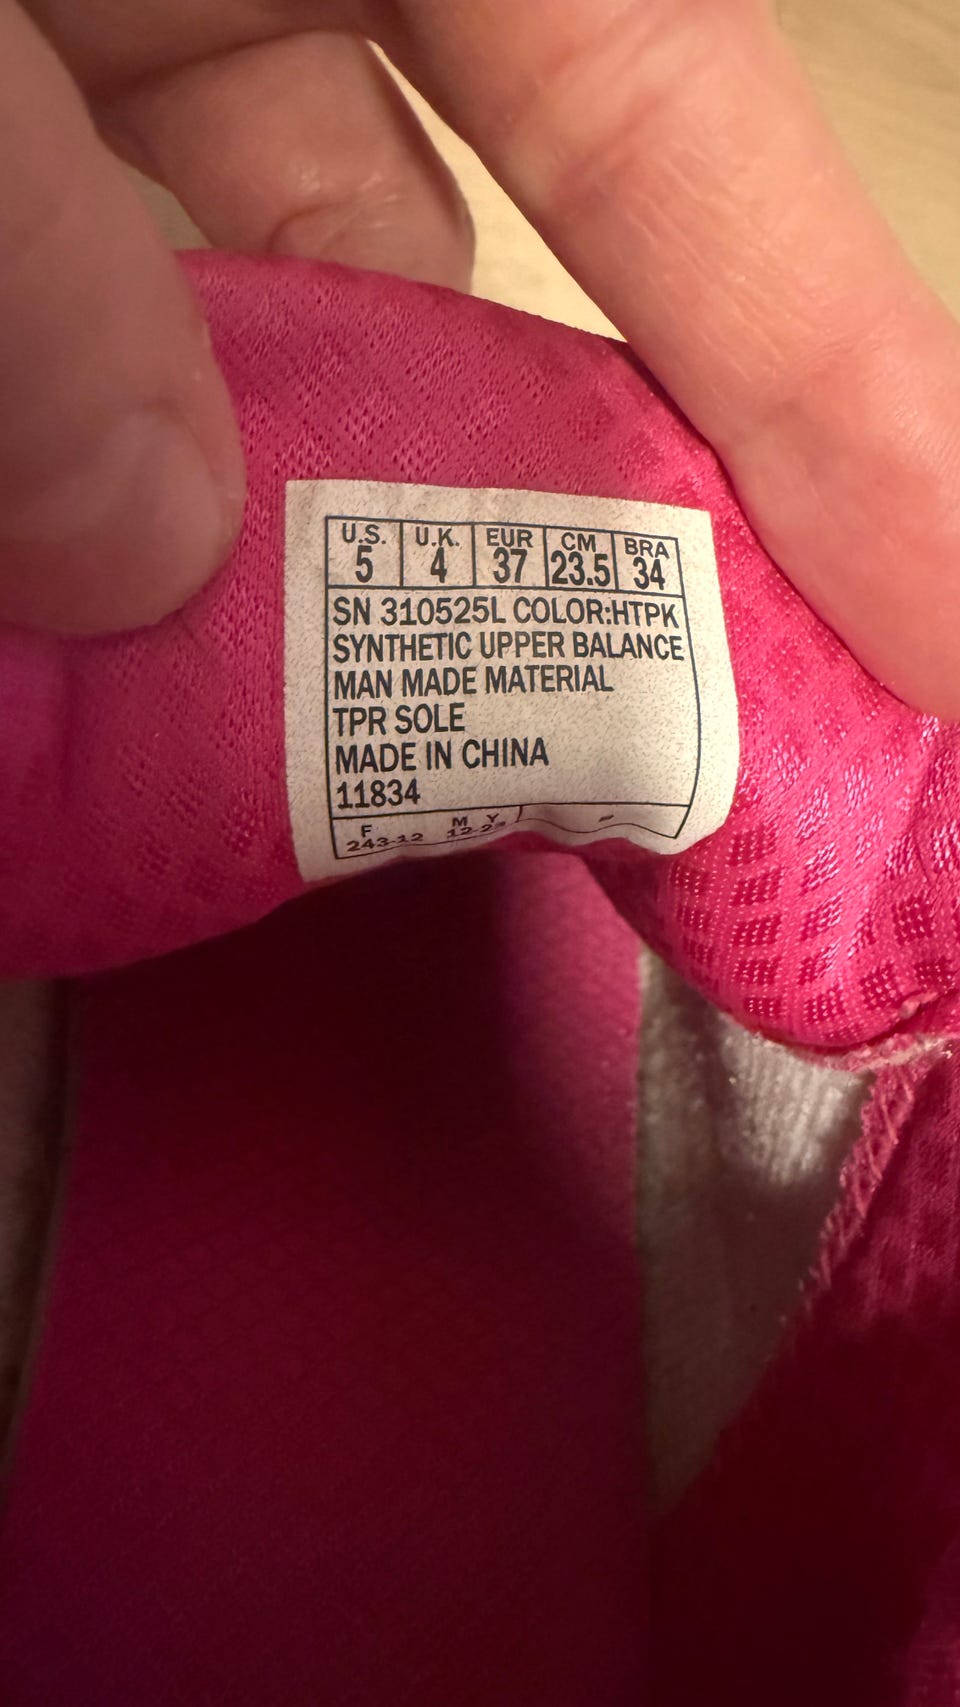 U.S. U.K. EUR CM BRA
5 4 37 23.5 34
SN 310525L COLOR:HTPK
SYNTHETIC UPPER BALANCE
MAN MADE MATERIAL
TPR SOLE
MADE IN CHINA
11834
F M Y
243-12